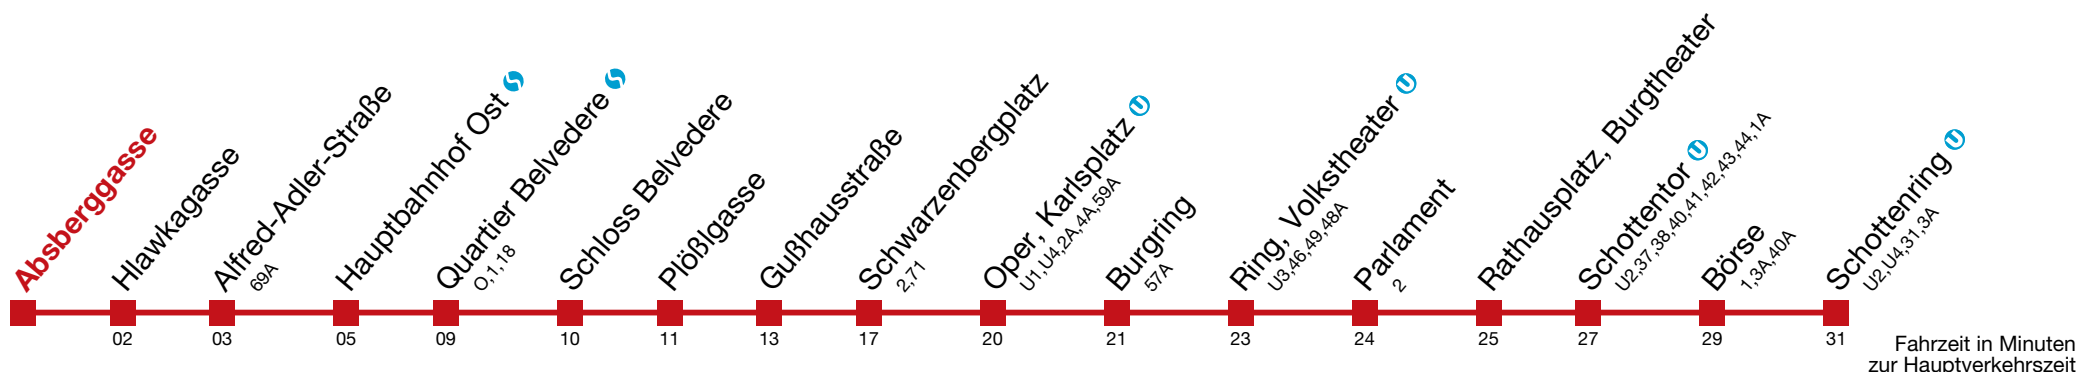 Absberggasse
Hlawkagasse
Alfred-Adler-Straße
69A
Hauptbahnhof Ost
Quartier Belvedere
O,1,18
Schloss Belvedere
Plößlgasse
Gußhausstraße
Schwarzenbergplatz
2,71
Oper, Karlsplatz
U1,U4,2A,4A,59A
Burgring
57A
Ring, Volkstheater
U3,46,49,48A
Parlament
2
Rathausplatz, Burgtheater
Schottentor
U2,37,38,40,41,42,43,44,1A
Börse
1,3A,40A
Schottenring
U2,U4,31,3A
02 03 05 09 10 11 13 17 20 21 23 24 25 27 29 31
Fahrzeit in Minuten
zur Hauptverkehrszeit